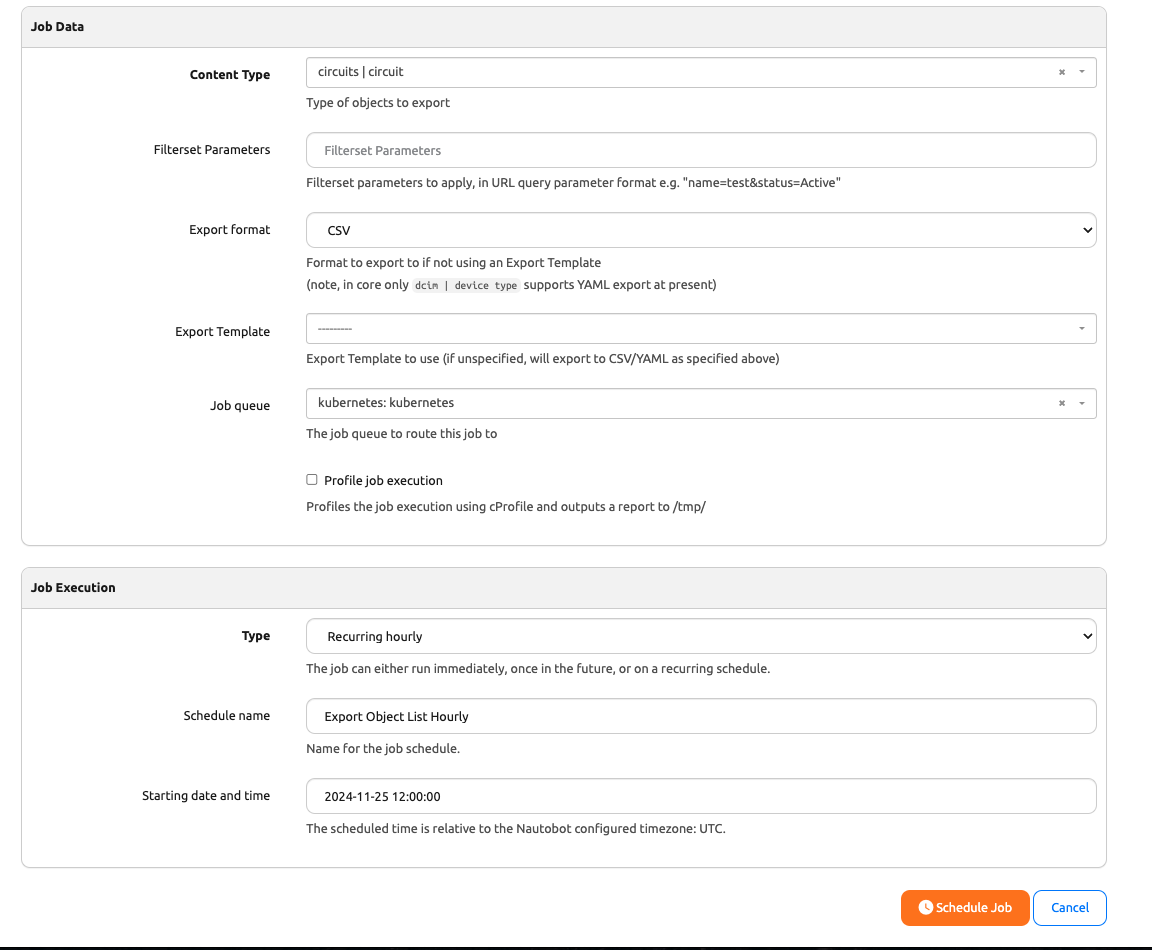 Job Data
Content Type
circuits | circuit
×
Type of objects to export
Filterset Parameters
Filterset Parameters
Filterset parameters to apply, in URL query parameter format e.g. "name=test&status=Active"
Export format
CSV
Format to export to if not using an Export Template
(note, in core only dcim | device type supports YAML export at present)
Export Template
---------
Export Template to use (if unspecified, will export to CSV/YAML as specified above)
Job queue
kubernetes: kubernetes
×
The job queue to route this job to
Profile job execution
Profiles the job execution using cProfile and outputs a report to /tmp/
Job Execution
Type
Recurring hourly
The job can either run immediately, once in the future, or on a recurring schedule.
Schedule name
Export Object List Hourly
Name for the job schedule.
Starting date and time
2024-11-25 12:00:00
The scheduled time is relative to the Nautobot configured timezone: UTC.
Schedule Job
Cancel